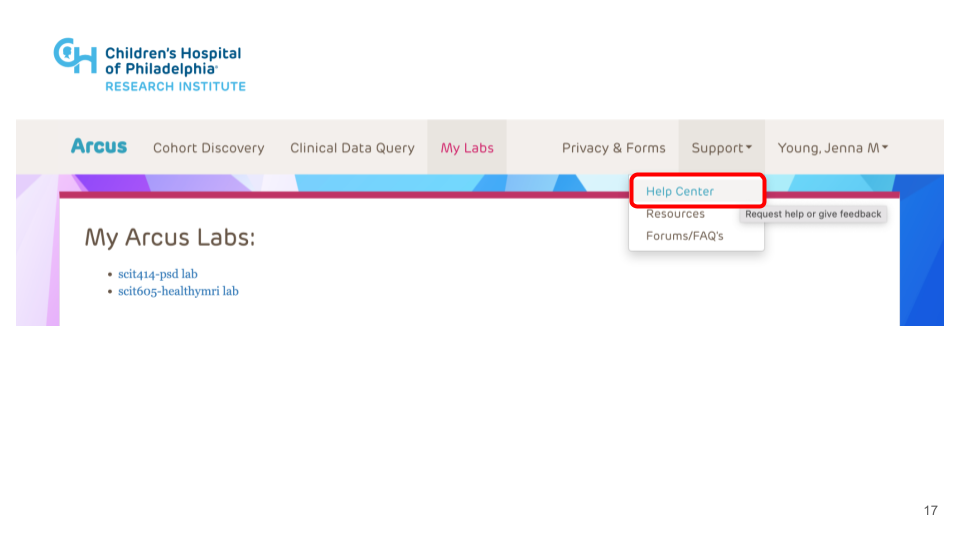 Children's Hospital
of Philadelphia
RESEARCH INSTITUTE
Arcus Cohort Discovery Clinical Data Query My Labs Privacy & Forms Support Young, Jenna M
Help Center
Resources
Request help or give feedback
Forums/FAQ's
My Arcus Labs:
• scit414-psd lab
• scit605-healthymri lab
17